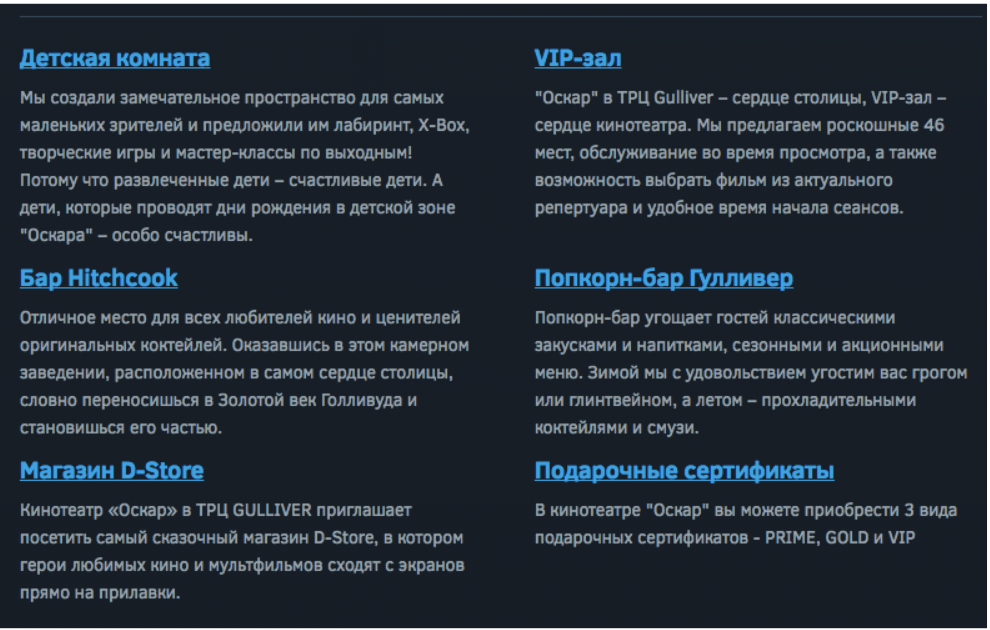 Детская комната
Мы создали замечательное пространство для самых
маленьких зрителей и предложили им лабиринт, X-Box,
творческие игры и мастер-классы по выходным!
Потому что развлеченные дети – счастливые дети. А
дети, которые проводят дни рождения в детской зоне
"Оскара" – особо счастливы.
VIP-зал
"Оскар" в ТРЦ Gulliver – сердце столицы, VIP-зал –
сердце кинотеатра. Мы предлагаем роскошные 46
мест, обслуживание во время просмотра, а также
возможность выбрать фильм из актуального
репертуара и удобное время начала сеансов.
Бар Hitchcook
Отличное место для всех любителей кино и ценителей
оригинальных коктейлей. Оказавшись в этом камерном
заведении, расположенном в самом сердце столицы,
словно переносишься в Золотой век Голливуда и
становишься его частью.
Попкорн-бар Гулливер
Попкорн-бар угощает гостей классическими
закусками и напитками, сезонными и акционными
меню. Зимой мы с удовольствием угостим вас грогом
или глинтвейном, а летом – прохладительными
коктейлями и смузи.
Магазин D-Store
Кинотеатр «Оскар» в ТРЦ GULLIVER приглашает
посетить самый сказочный магазин D-Store, в котором
герои любимых кино и мультфильмов сходят с экранов
прямо на прилавки.
Подарочные сертификаты
В кинотеатре "Оскар" вы можете приобрести 3 вида
подарочных сертификатов - PRIME, GOLD и VIP